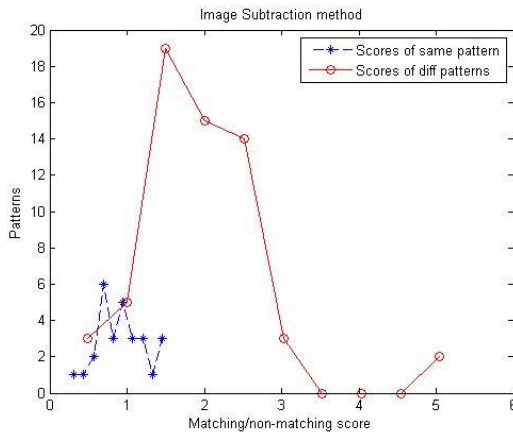 Image Subtraction method
Scores of same pattern
Scores of diff patterns
20
18
16
14
12
10
8
6
4
2
0
Patterns
0 1 2 3 4 5 6
Matching/non-matching score